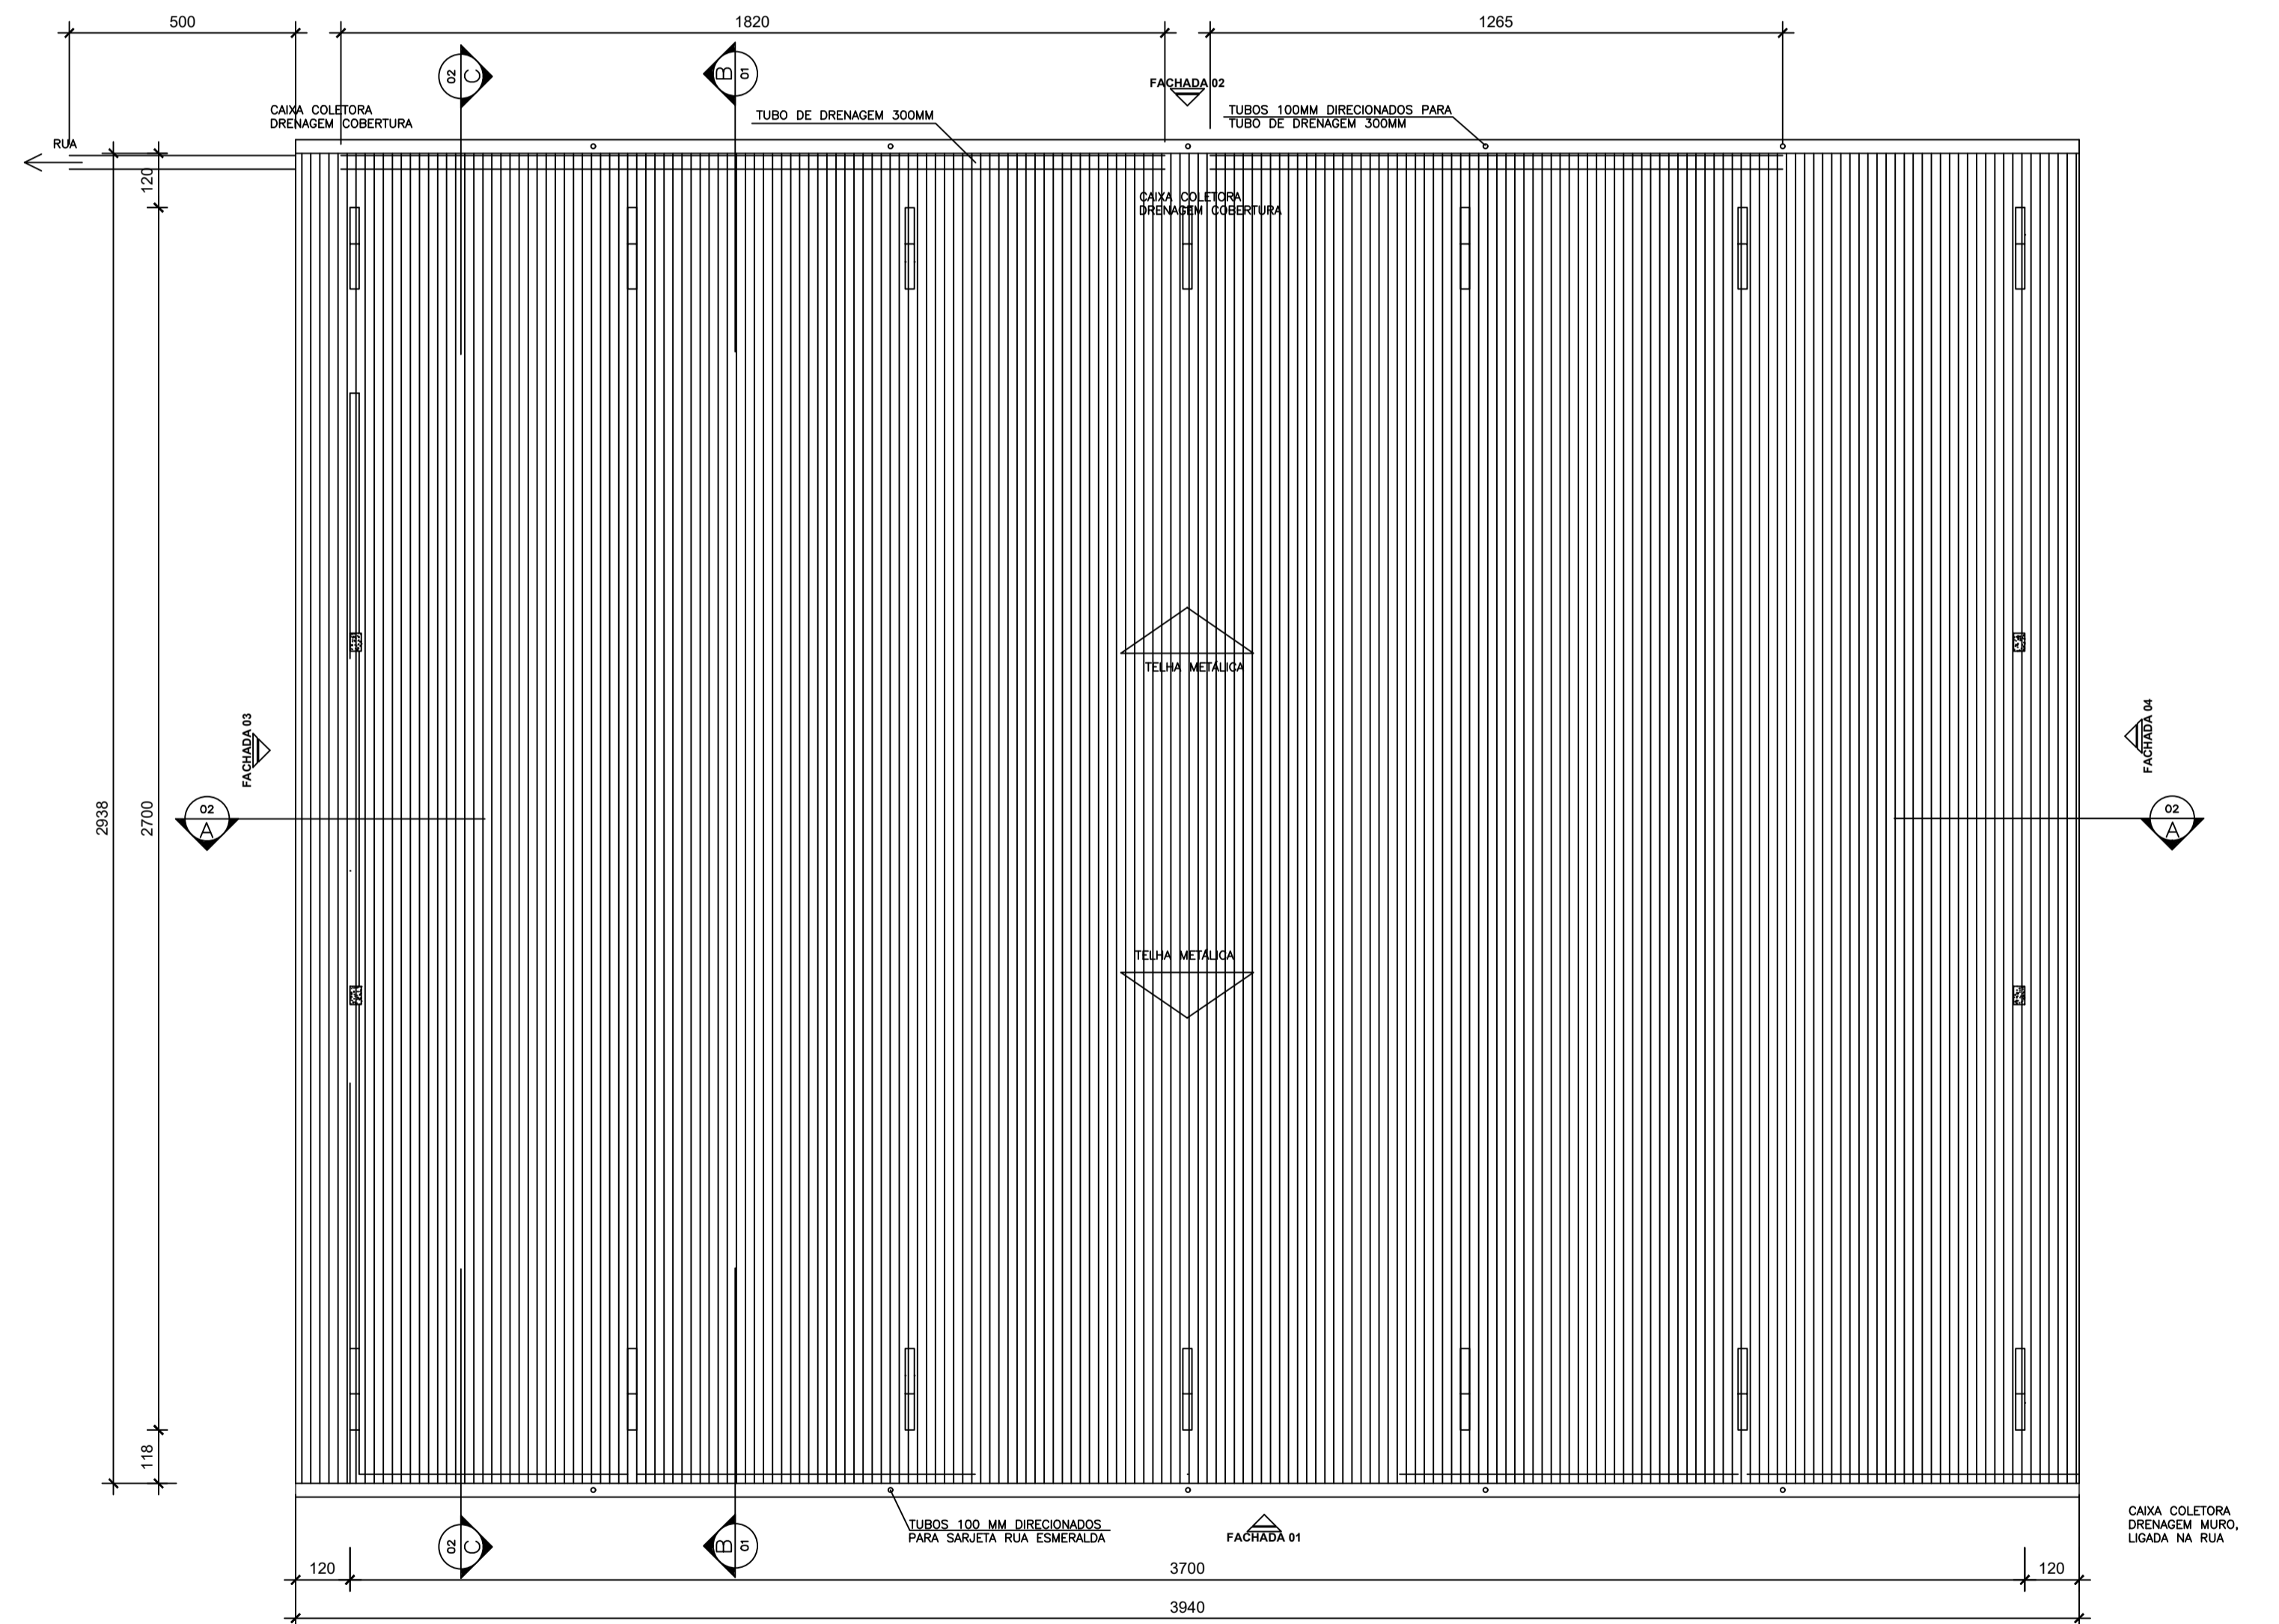 500
1820
1265
02
C
B
01
FACHADA 02
CAIXA COLETORA
DRENAGEM COBERTURA
TUBO DE DRENAGEM 300MM
TUBOS 100MM DIRECIONADOS PARA
TUBO DE DRENAGEM 300MM
RUA
120
CAIXA COLETORA
DRENAGEM COBERTURA
TELHA METÁLICA
FACHADA 03
FACHADA 04
2938
2700
02
A
02
A
TELHA METÁLICA
118
02
C
B
01
TUBOS 100 MM DIRECIONADOS
PARA SARJETA RUA ESMERALDA
FACHADA 01
CAIXA COLETORA
DRENAGEM MURO,
LIGADA NA RUA
120
3700
120
3940